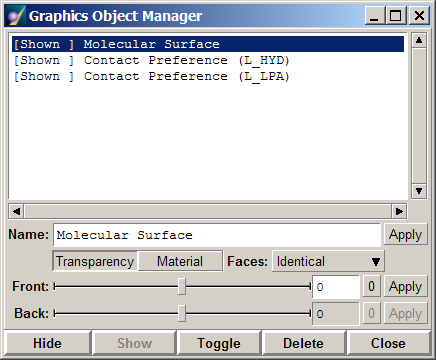 Graphics Object Manager
[Shown ] Molecular Surface
[Shown ] Contact Preference (L_HYD)
[Shown ] Contact Preference (L_LPA)
Name: Molecular Surface Apply
Transparency Material Faces: Identical
Front: 0 0 Apply
Back: 0 0 Apply
Hide Show Toggle Delete Close